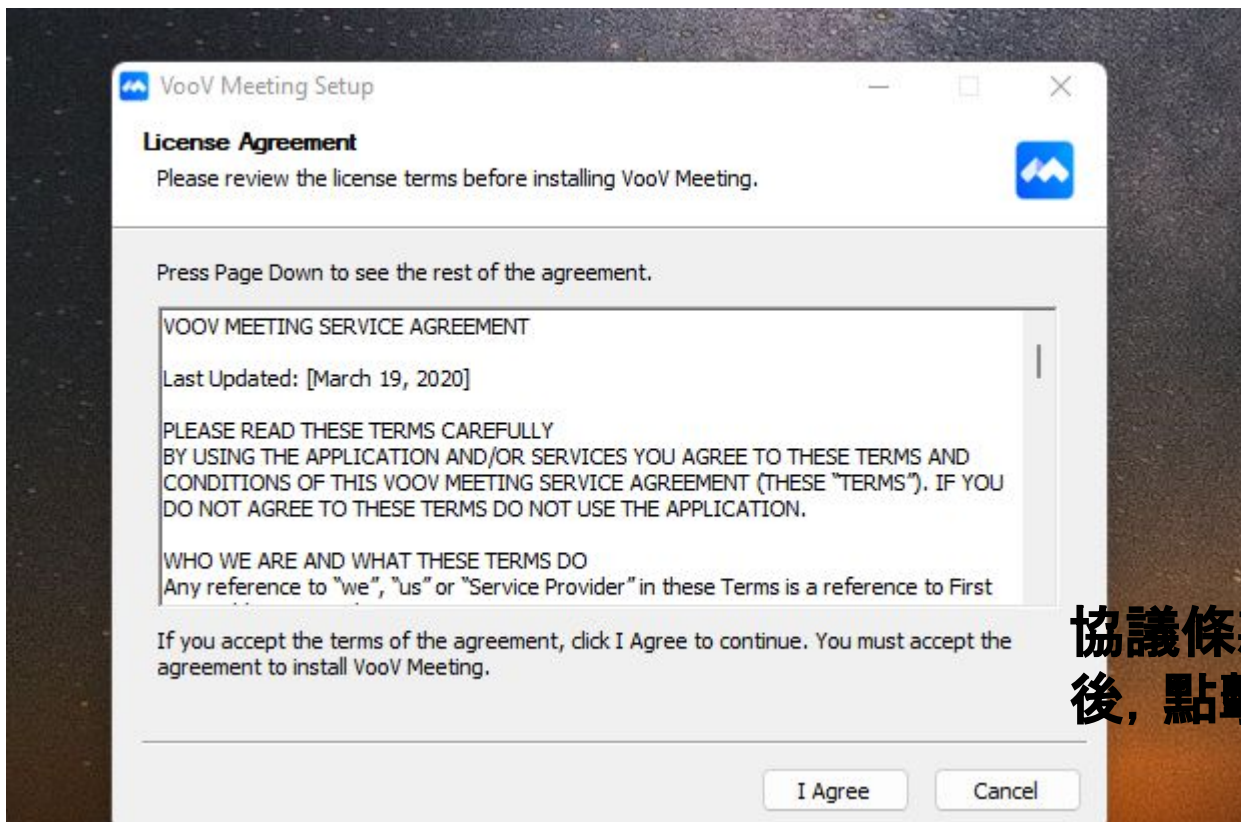 VooV Meeting Setup
License Agreement
Please review the license terms before installing VooV Meeting.
Press Page Down to see the rest of the agreement.
VOOV MEETING SERVICE AGREEMENT
Last Updated: [March 19, 2020]
PLEASE READ THESE TERMS CAREFULLY
BY USING THE APPLICATION AND/OR SERVICES YOU AGREE TO THESE TERMS AND
CONDITIONS OF THIS VOOV MEETING SERVICE AGREEMENT (THESE “TERMS”). IF YOU
DO NOT AGREE TO THESE TERMS DO NOT USE THE APPLICATION.
WHO WE ARE AND WHAT THESE TERMS DO
Any reference to “we”, “us” or “Service Provider” in these Terms is a reference to First
If you accept the terms of the agreement, click I Agree to continue. You must accept the
agreement to install VooV Meeting.
協議條
後, 點
I Agree
Cancel